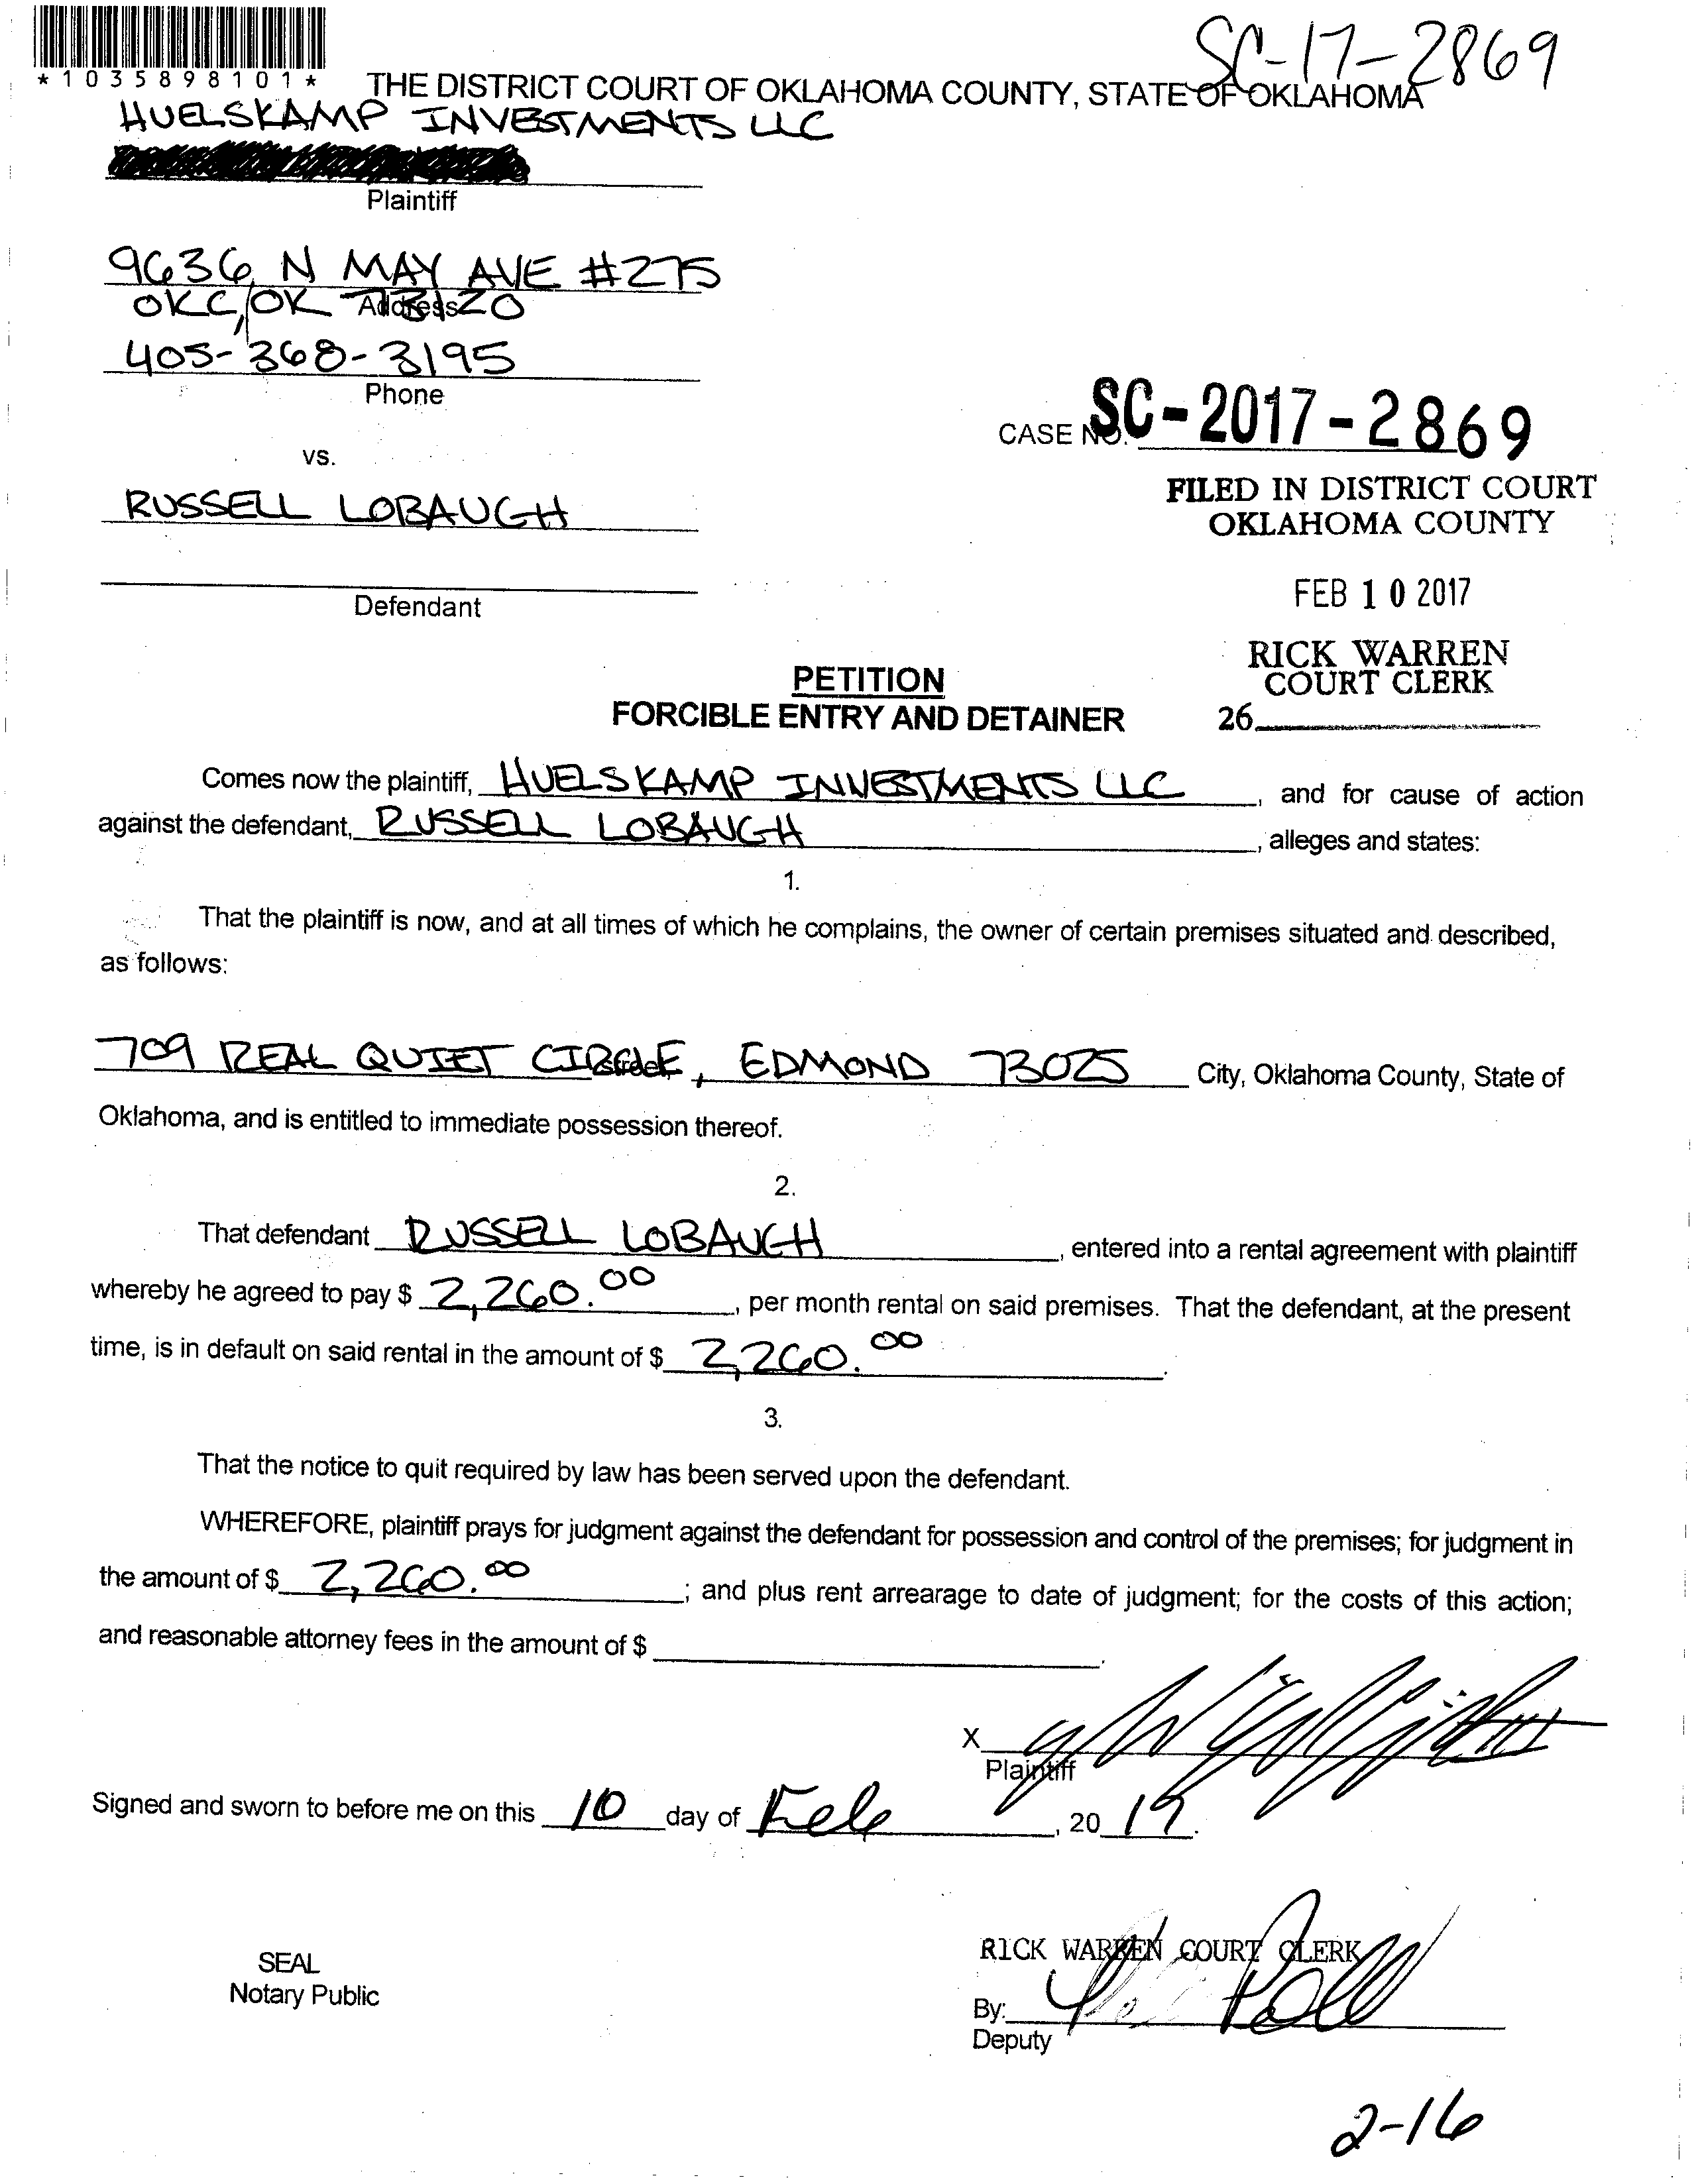 SC-17-2869
*1035898101*
THE DISTRICT COURT OF OKLAHOMA COUNTY, STATE OF OKLAHOMA
HUELSKAMP INVESTMENTS LLC
Plaintiff
9636 N MAY AVE #275
OKC, OK 73120
Address
405-368-3195
Phone
CASE NO. SC-2017-2869
vs.
FILED IN DISTRICT COURT
OKLAHOMA COUNTY
RUSSELL LOBAUGH
FEB 10 2017
Defendant
RICK WARREN
COURT CLERK
26
PETITION
FORCIBLE ENTRY AND DETAINER
Comes now the plaintiff, HUELSKAMP INVESTMENTS LLC, and for cause of action
against the defendant, RUSSELL LOBAUGH, alleges and states:
1.
That the plaintiff is now, and at all times of which he complains, the owner of certain premises situated and described,
as follows:
709 REAL QUIET CIRCLE, EDMOND 73025 City, Oklahoma County, State of
Street
Oklahoma, and is entitled to immediate possession thereof.
2.
That defendant RUSSELL LOBAUGH, entered into a rental agreement with plaintiff
whereby he agreed to pay $ 2,260.00, per month rental on said premises. That the defendant, at the present
time, is in default on said rental in the amount of $ 2,260.00.
3.
That the notice to quit required by law has been served upon the defendant.
WHEREFORE, plaintiff prays for judgment against the defendant for possession and control of the premises; for judgment in
the amount of $ 2,260.00; and plus rent arrearage to date of judgment; for the costs of this action;
and reasonable attorney fees in the amount of $ .
X
Plaintiff
Signed and sworn to before me on this 10 day of Feb, 2017.
RICK WARREN COURT CLERK
SEAL
Notary Public
By:
Deputy
2-16